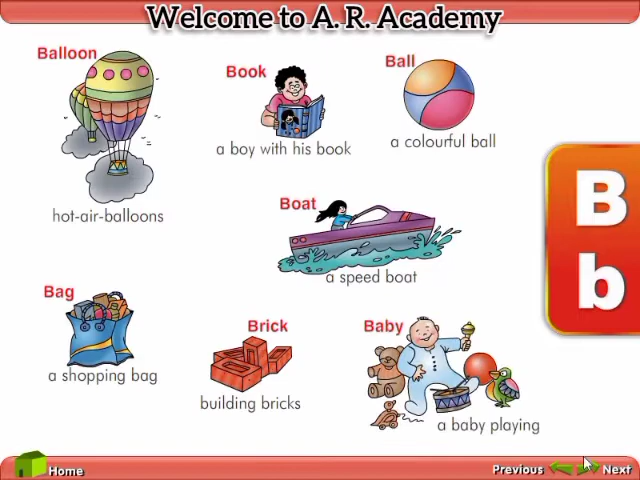 Welcome to A. R. Academy
Balloon
hot-air-balloons
Book
a boy with his book
Ball
a colourful ball
Boat
a speed boat
B
b
Bag
a shopping bag
Brick
building bricks
Baby
a baby playing
Home
Previous
Next